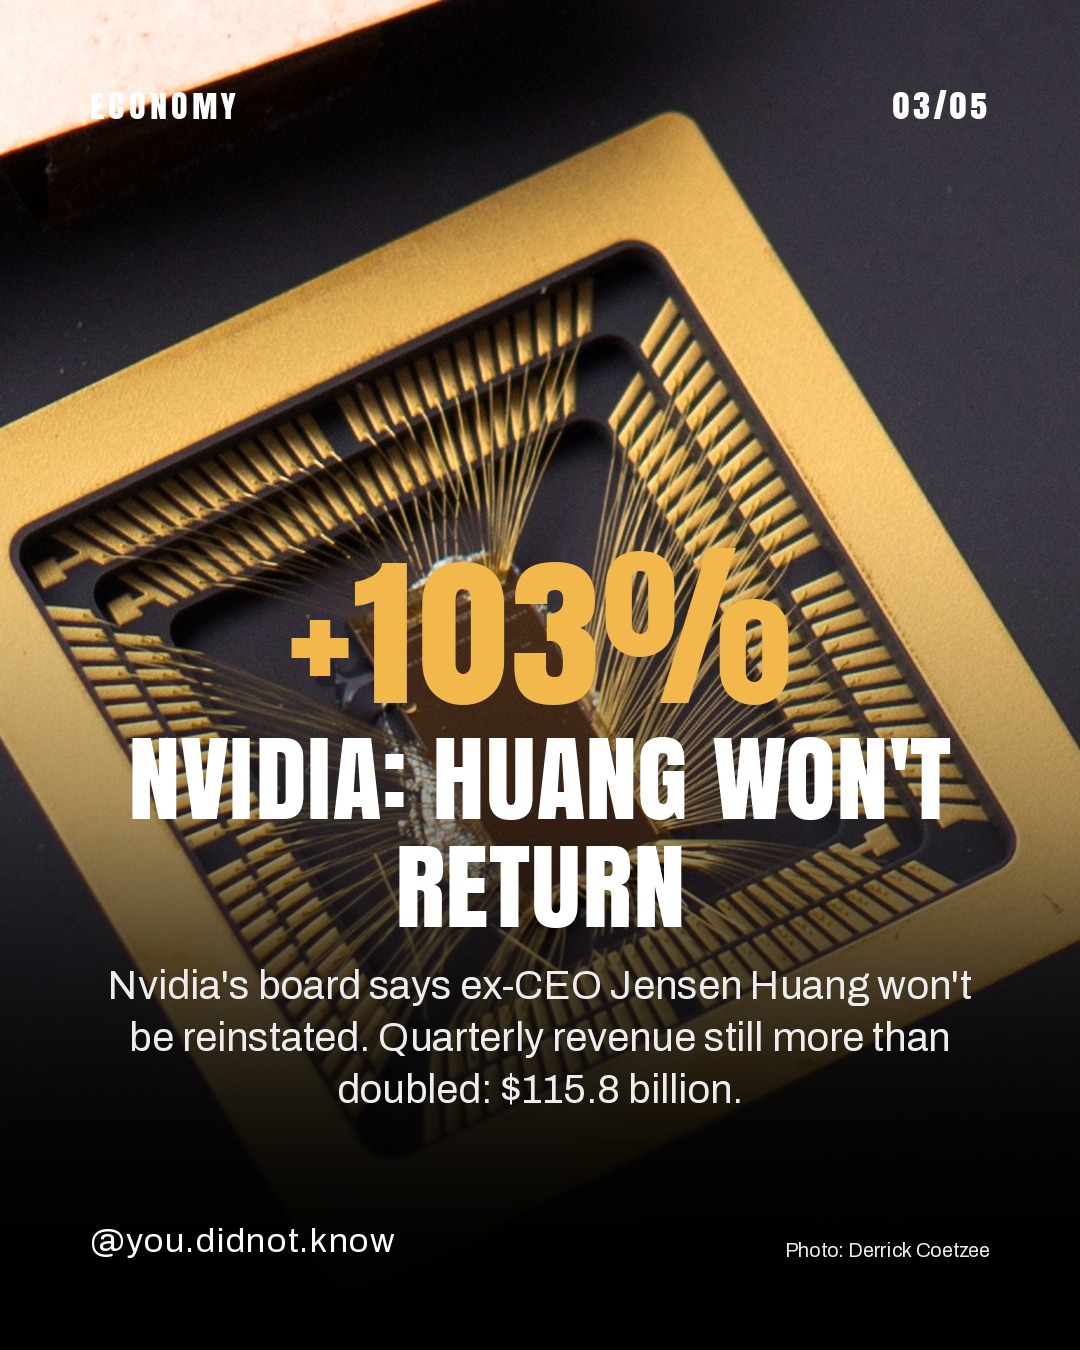 ECONOMY
03/05
+103%
NVIDIA: HUANG WON'T
RETURN
Nvidia's board says ex-CEO Jensen Huang won't
be reinstated. Quarterly revenue still more than
doubled: $115.8 billion.
@you.didnot.know
Photo: Derrick Coetzee